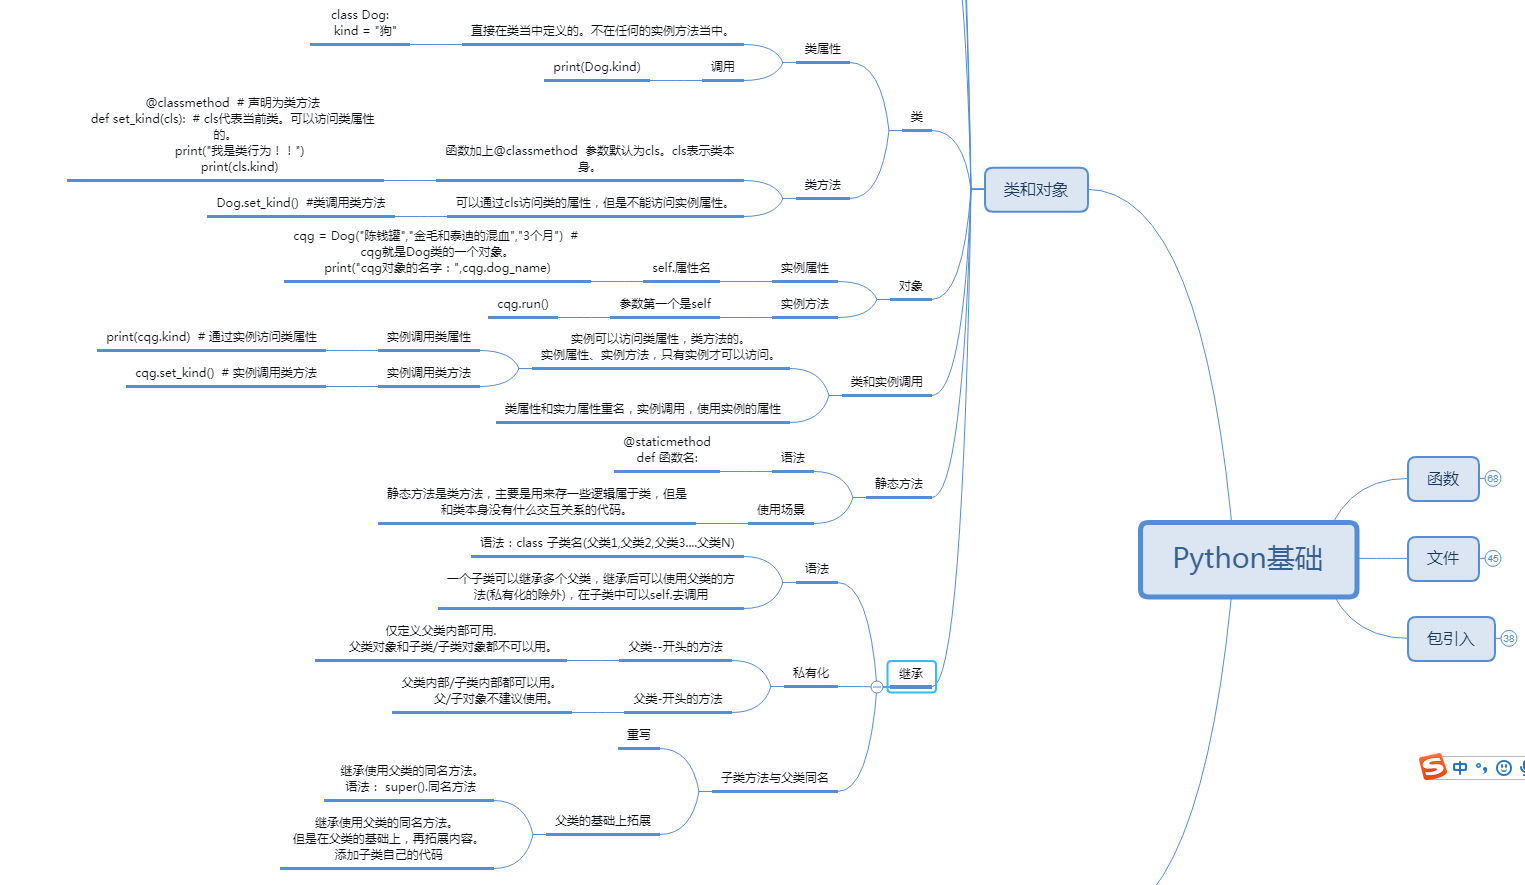 Python基础
类和对象
类
类属性
直接在类当中定义的。不在任何的实例方法当中。
class Dog:
kind = "狗"
调用
print(Dog.kind)
类方法
函数加上@classmethod  参数默认为cls。cls表示类本
身。
@classmethod  # 声明为类方法
def set_kind(cls):  # cls代表当前类。可以访问类属性
的。
print("我是类行为！！")
print(cls.kind)
可以通过cls访问类的属性，但是不能访问实例属性。
Dog.set_kind()  #类调用类方法
对象
实例属性
self.属性名
cqg = Dog("陈钱罐","金毛和泰迪的混血","3个月")  #
cqg就是Dog类的一个对象。
print("cqg对象的名字：",cqg.dog_name)
实例方法
参数第一个是self
cqg.run()
类和实例调用
实例可以访问类属性，类方法的。
实例属性、实例方法，只有实例才可以访问。
实例调用类属性
print(cqg.kind)  # 通过实例访问类属性
实例调用类方法
cqg.set_kind()  # 实例调用类方法
类属性和实力属性重名，实例调用，使用实例的属性
静态方法
语法
@staticmethod
def 函数名:
使用场景
静态方法是类方法，主要是用来存一些逻辑属于类，但是
和类本身没有什么交互关系的代码。
继承
语法
语法：class 子类名(父类1,父类2,父类3....父类N)
一个子类可以继承多个父类，继承后可以使用父类的方
法(私有化的除外)，在子类中可以self.去调用
私有化
父类--开头的方法
仅定义父类内部可用.
父类对象和子类/子类对象都不可以用。
父类-开头的方法
父类内部/子类内部都可以用。
父/子对象不建议使用。
子类方法与父类同名
重写
父类的基础上拓展
继承使用父类的同名方法。
语法： super().同名方法
继承使用父类的同名方法。
但是在父类的基础上，再拓展内容。
添加子类自己的代码
函数
68
文件
45
包引入
38
S
中